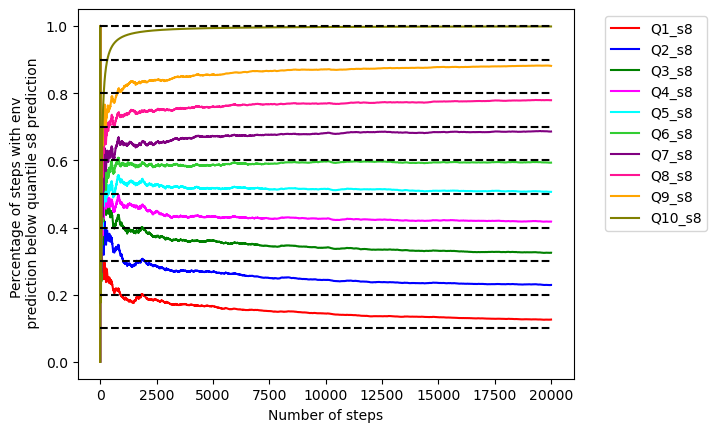 Percentage of steps with env
prediction below quantile s8 prediction
1.0
0.8
0.6
0.4
0.2
0.0
0
2500
5000
7500
10000
12500
15000
17500
20000
Number of steps
Q1_s8
Q2_s8
Q3_s8
Q4_s8
Q5_s8
Q6_s8
Q7_s8
Q8_s8
Q9_s8
Q10_s8